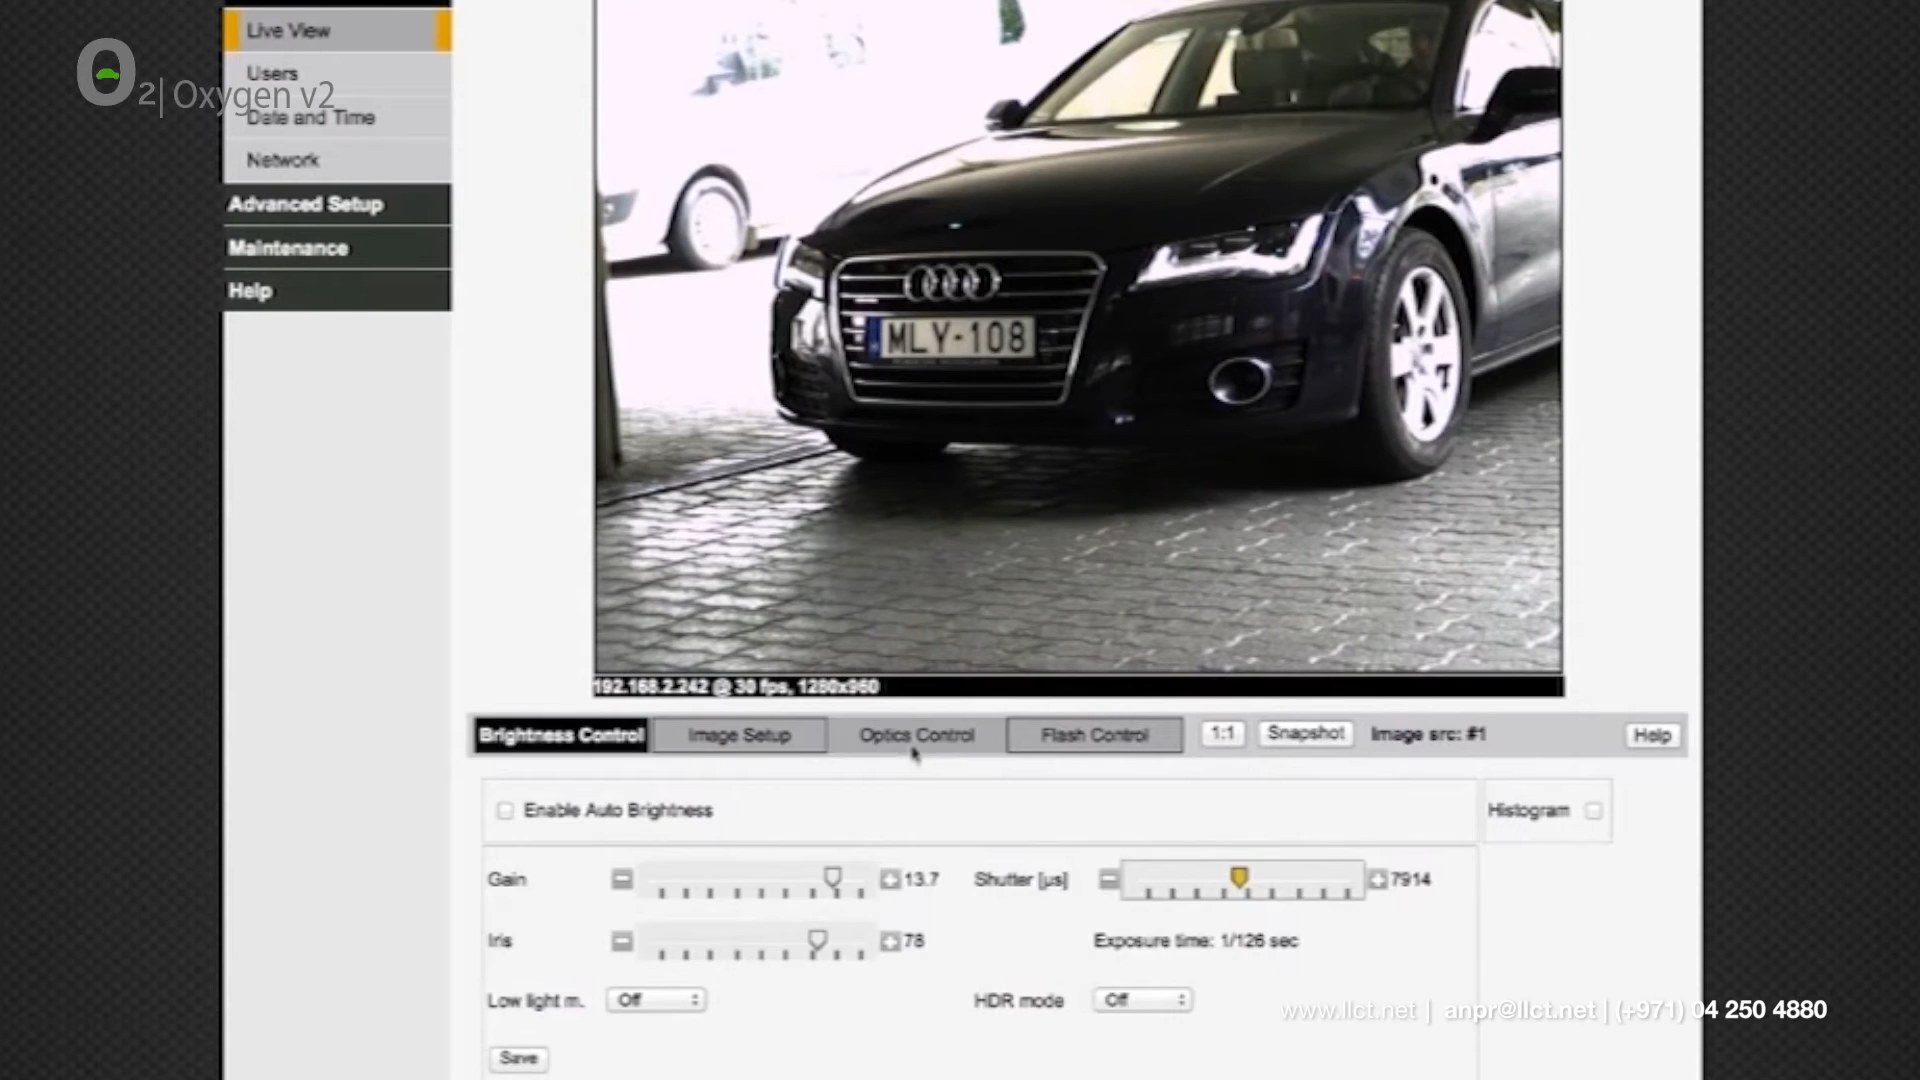 Live View
O2| Oxygen v2
Users
Date and Time
Network
Advanced Setup
Maintenance
Help
MLY-108
192.168.2.242 @ 30 fps, 1280x960
Brightness Control Image Setup Optics Control Flash Control 1:1 Snapshot Image src: #1 Help
Enable Auto Brightness Histogram
Gain 13.7 Shutter [µs] 7914
Iris 78 Exposure time: 1/126 sec
Low light m. Off HDR mode Off
www.llct.net | anpr@llct.net | (+971) 04 250 4880
Save